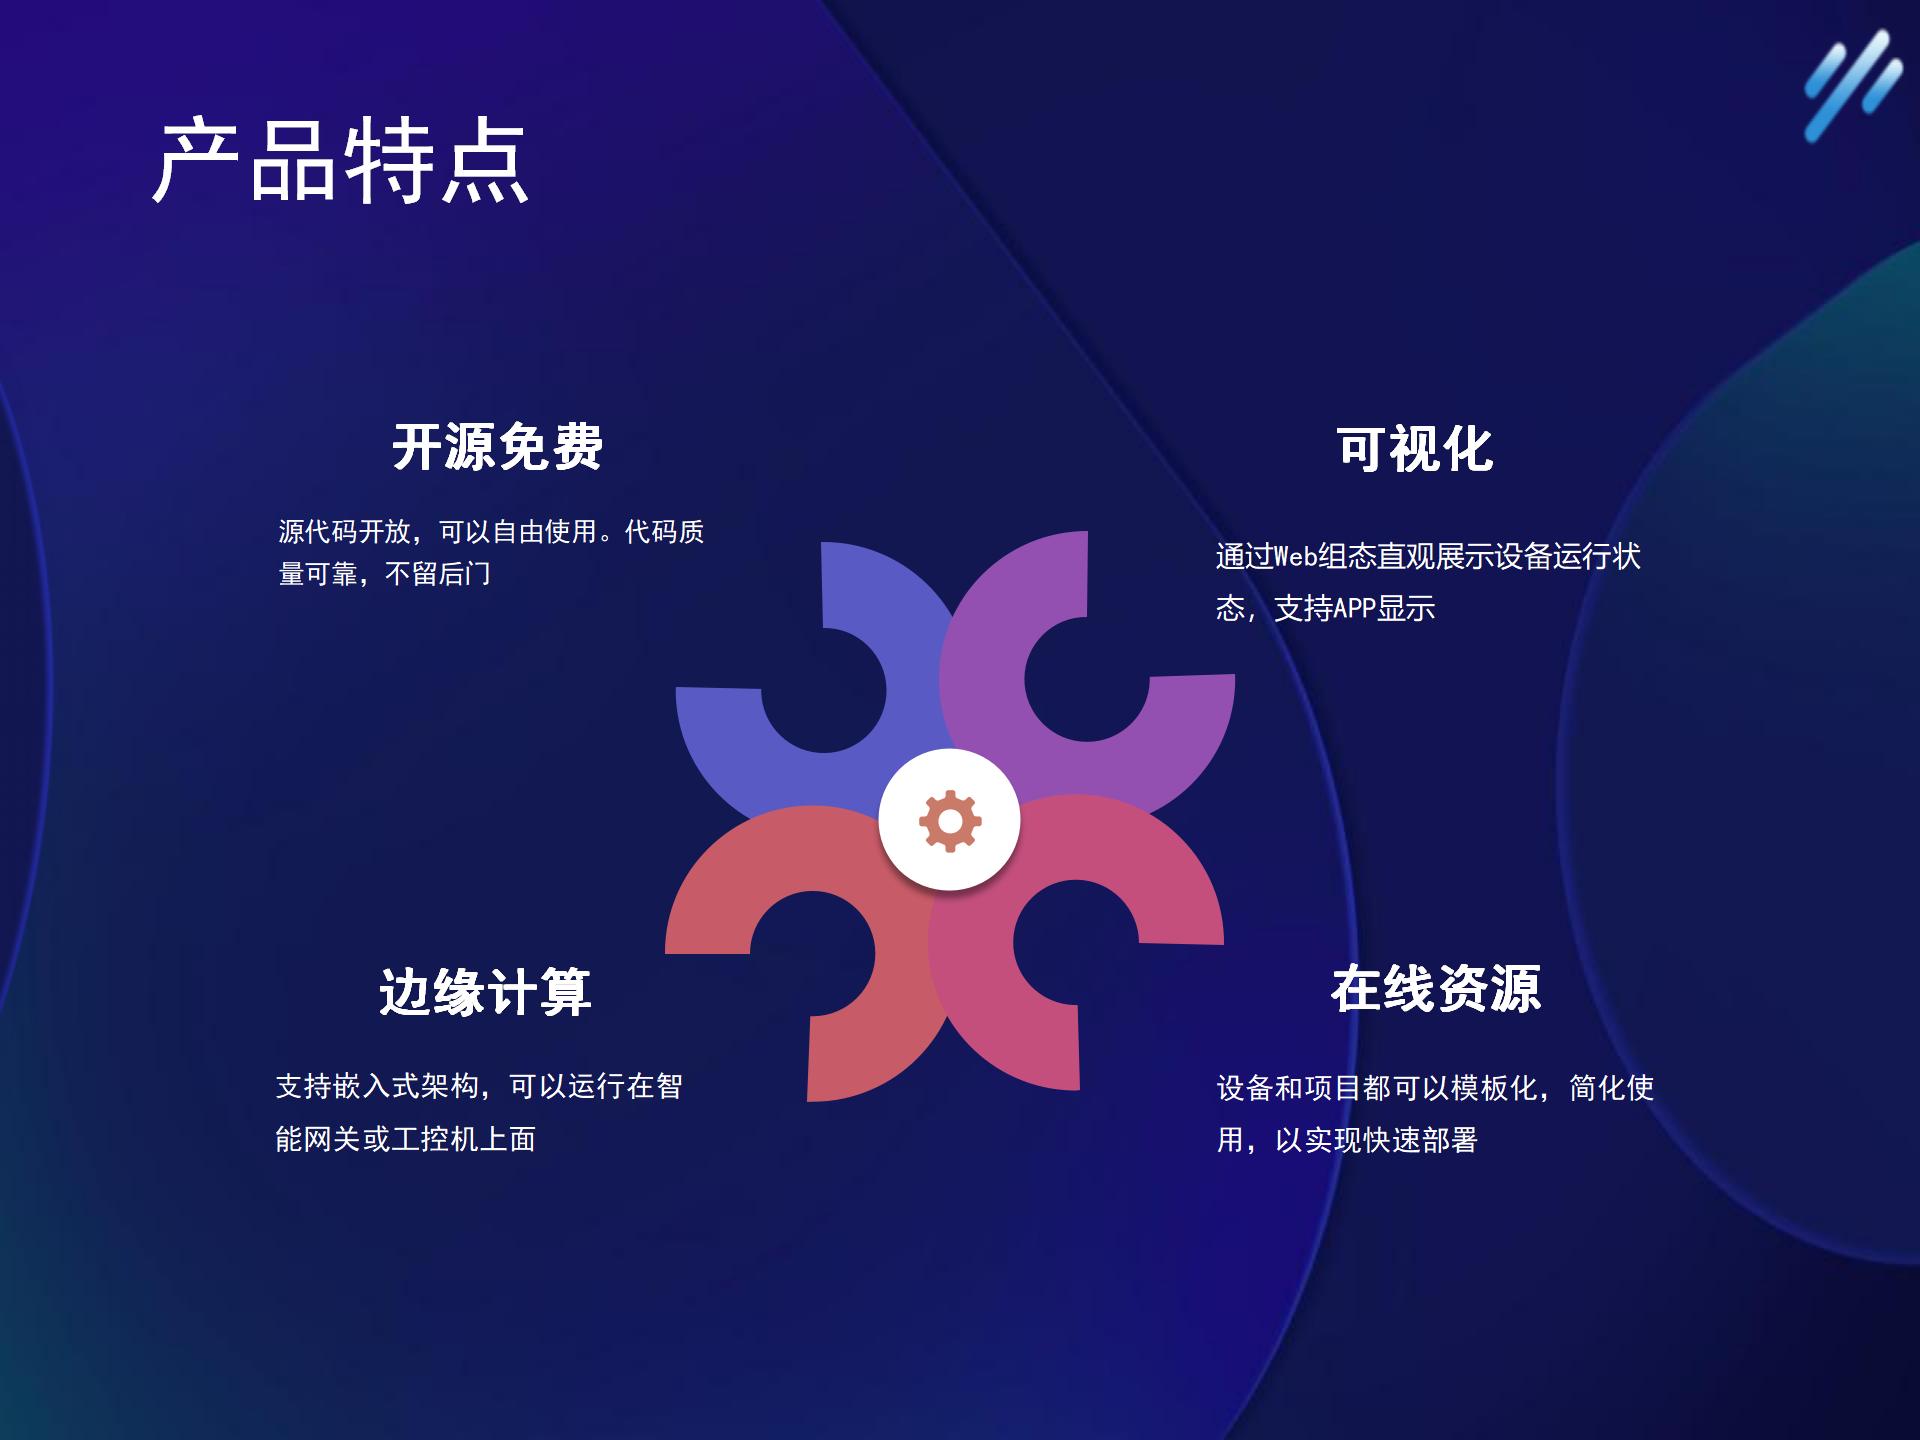 产品特点
开源免费
源代码开放，可以自由使用。代码质
量可靠，不留后门
可视化
通过Web组态直观展示设备运行状
态，支持APP显示
边缘计算
支持嵌入式架构，可以运行在智
能网关或工控机上面
在线资源
设备和项目都可以模板化，简化使
用，以实现快速部署